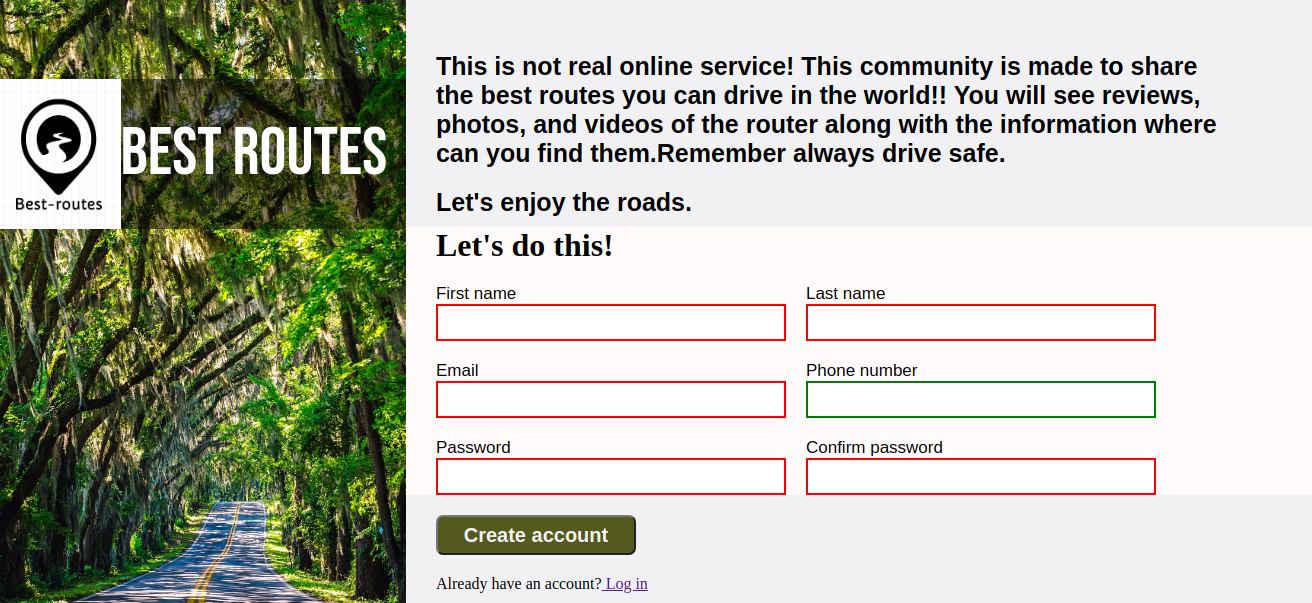 Best-routes
BEST ROUTES
This is not real online service! This community is made to share
the best routes you can drive in the world!! You will see reviews,
photos, and videos of the router along with the information where
can you find them.Remember always drive safe.
Let's enjoy the roads.
Let's do this!
First name
Last name
Email
Phone number
Password
Confirm password
Create account
Already have an account? Log in